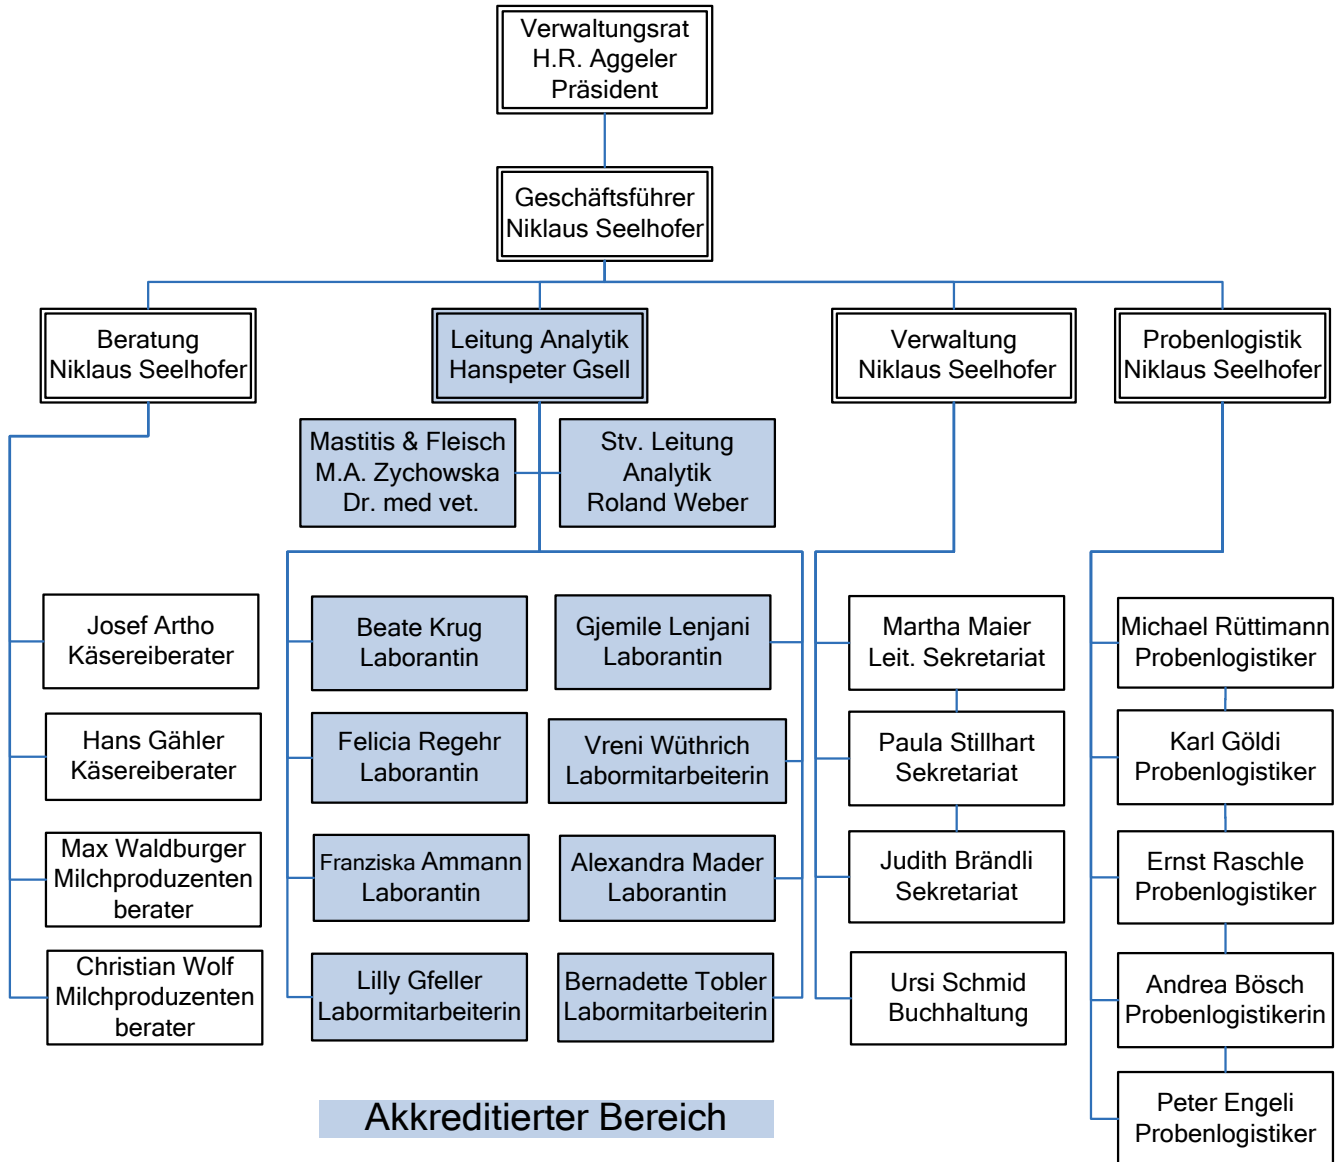 Verwaltungsrat
H.R. Aggeler
Präsident
Geschäftsführer
Niklaus Seelhofer
Beratung
Niklaus Seelhofer
Leitung Analytik
Hanspeter Gsell
Verwaltung
Niklaus Seelhofer
Probenlogistik
Niklaus Seelhofer
Mastitis & Fleisch
M.A. Zychowska
Dr. med vet.
Stv. Leitung
Analytik
Roland Weber
Josef Artho
Käsereiberater
Hans Gähler
Käsereiberater
Max Waldburger
Milchproduzenten
berater
Christian Wolf
Milchproduzenten
berater
Beate Krug
Laborantin
Felicia Regehr
Laborantin
Franziska Ammann
Laborantin
Lilly Gfeller
Labormitarbeiterin
Gjemile Lenjani
Laborantin
Vreni Wüthrich
Labormitarbeiterin
Alexandra Mader
Laborantin
Bernadette Tobler
Labormitarbeiterin
Martha Maier
Leit. Sekretariat
Paula Stillhart
Sekretariat
Judith Brändli
Sekretariat
Ursi Schmid
Buchhaltung
Michael Rüttimann
Probenlogistiker
Karl Göldi
Probenlogistiker
Ernst Raschle
Probenlogistiker
Andrea Bösch
Probenlogistikerin
Peter Engeli
Probenlogistiker
Akkreditierter Bereich